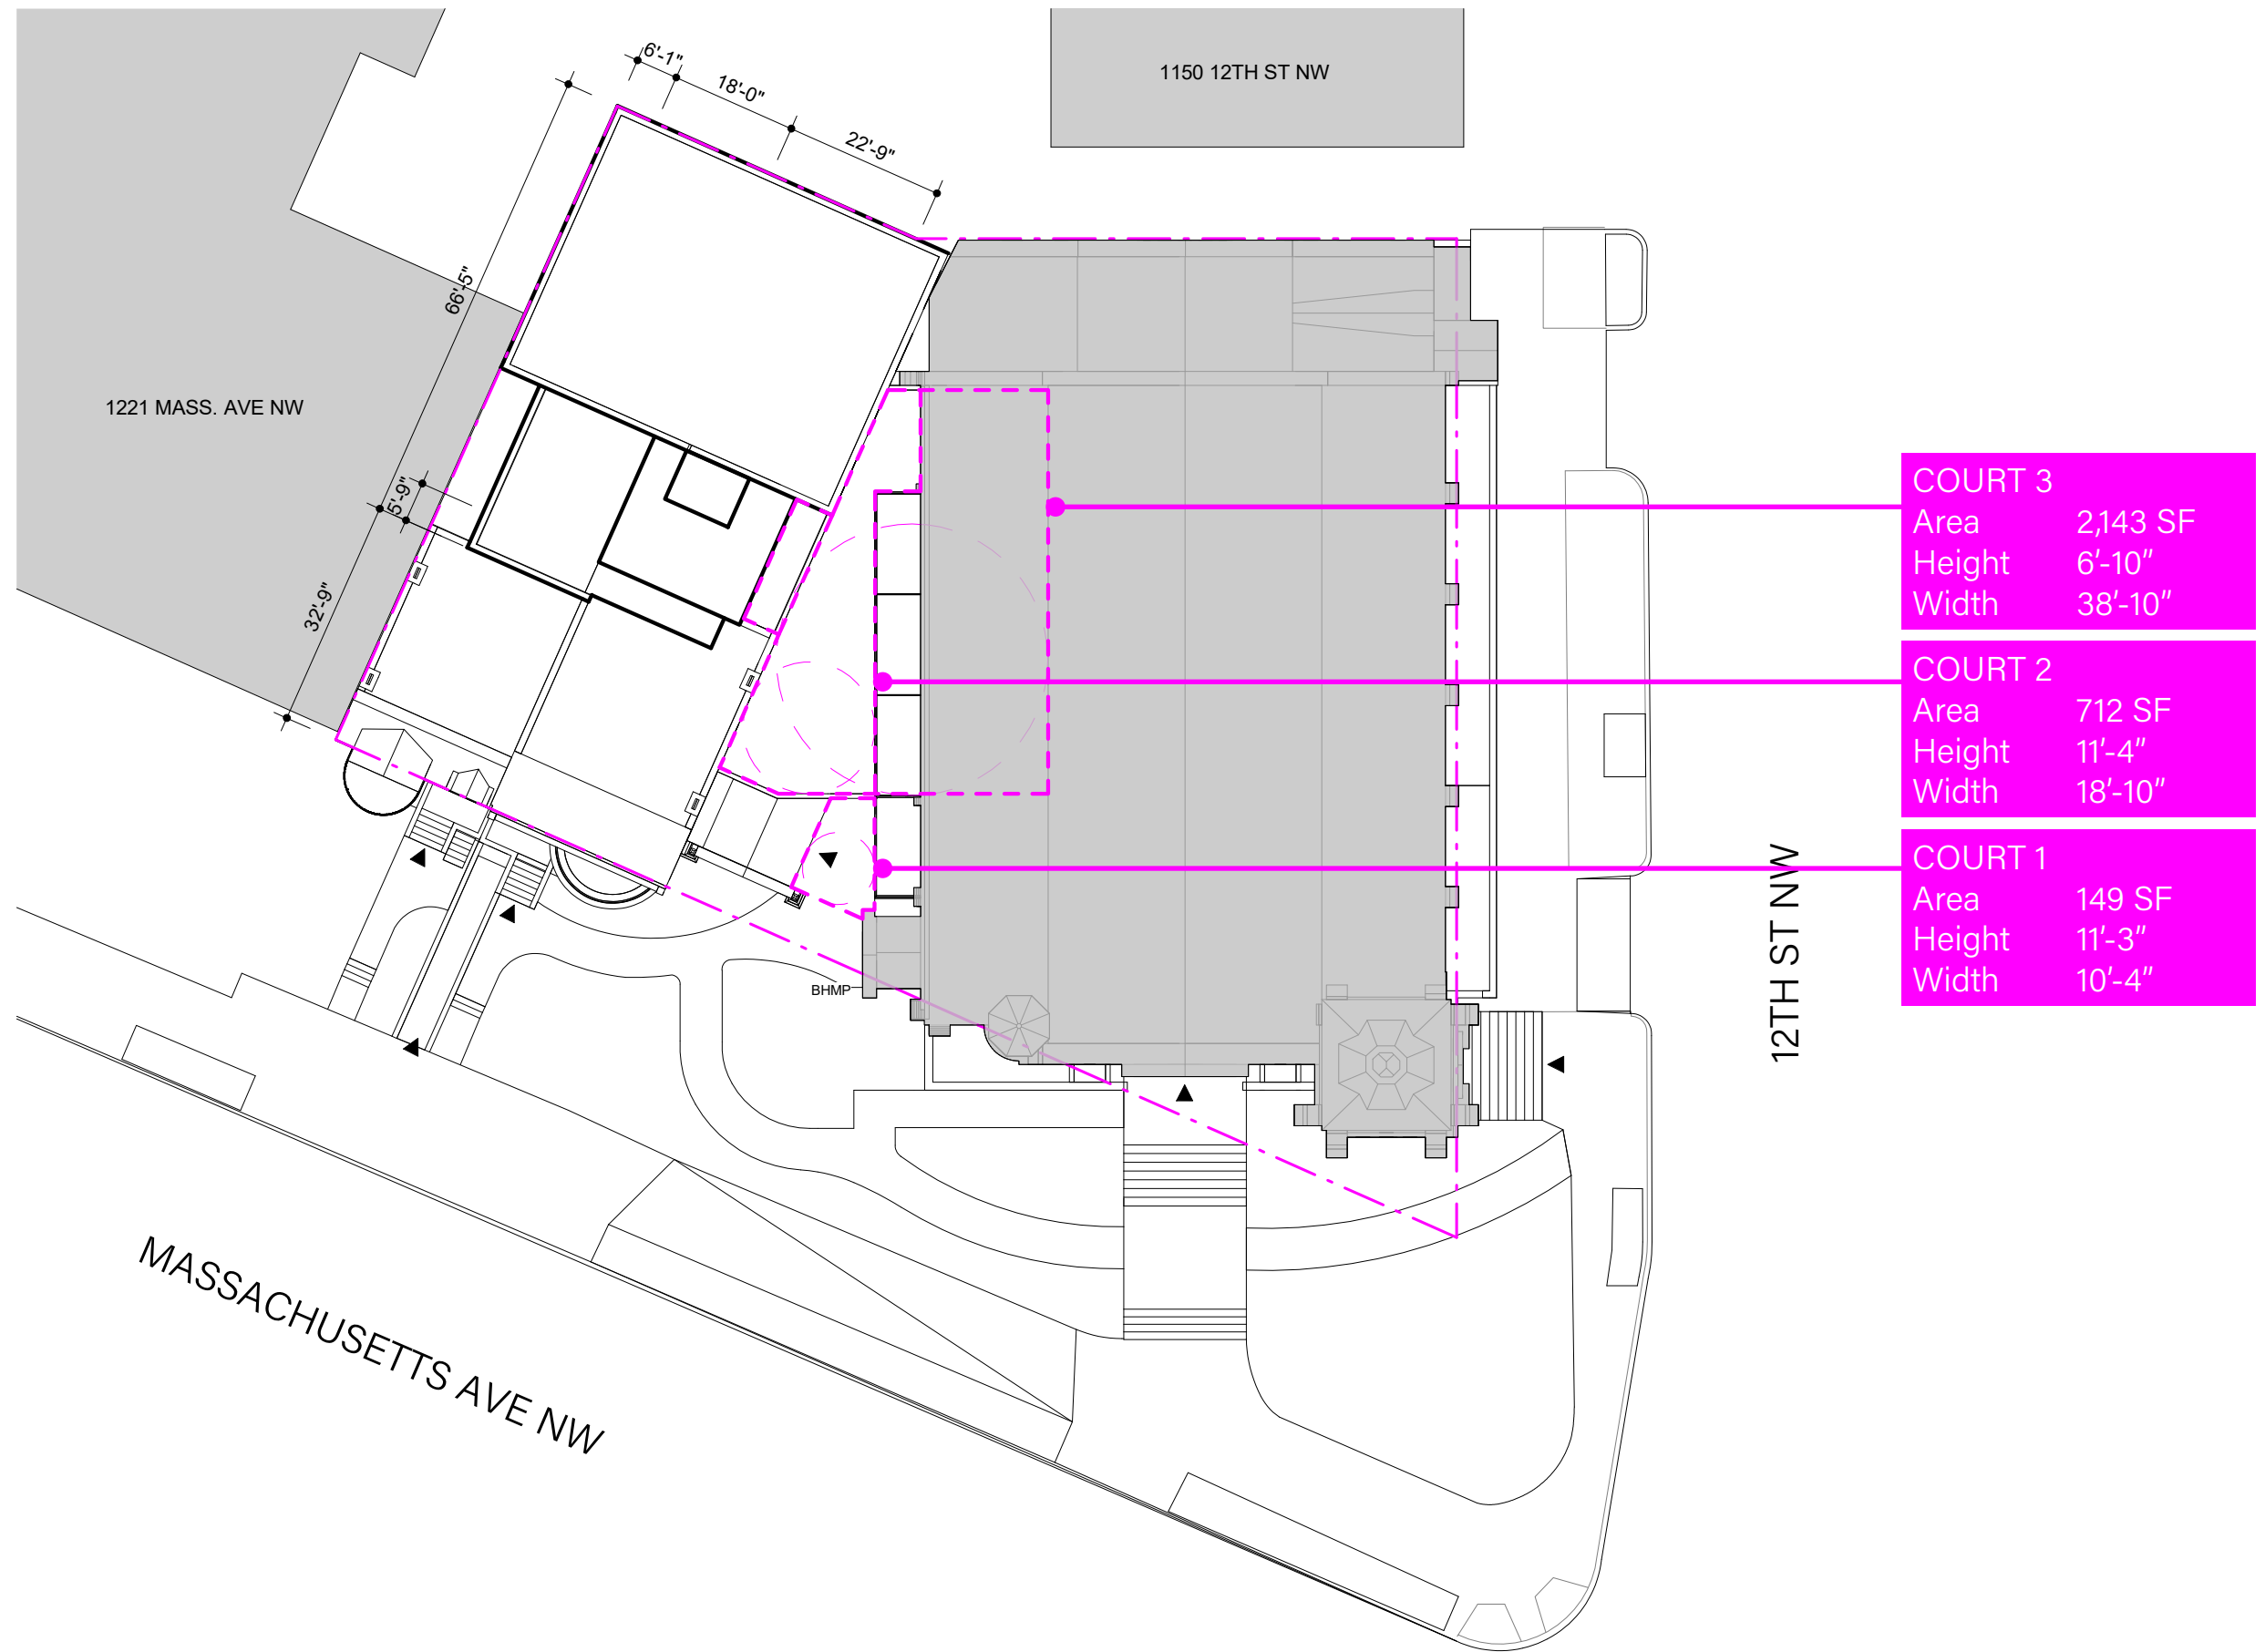 6'-1"
18'-0"
22'-9"
1150 12TH ST NW
66'-5"
1221 MASS. AVE NW
5'-9"
32'-9"
COURT 3
Area 2,143 SF
Height 6'-10"
Width 38'-10"
COURT 2
Area 712 SF
Height 11'-4"
Width 18'-10"
COURT 1
Area 149 SF
Height 11'-3"
Width 10'-4"
12TH ST NW
BHMP
MASSACHUSETTS AVE NW